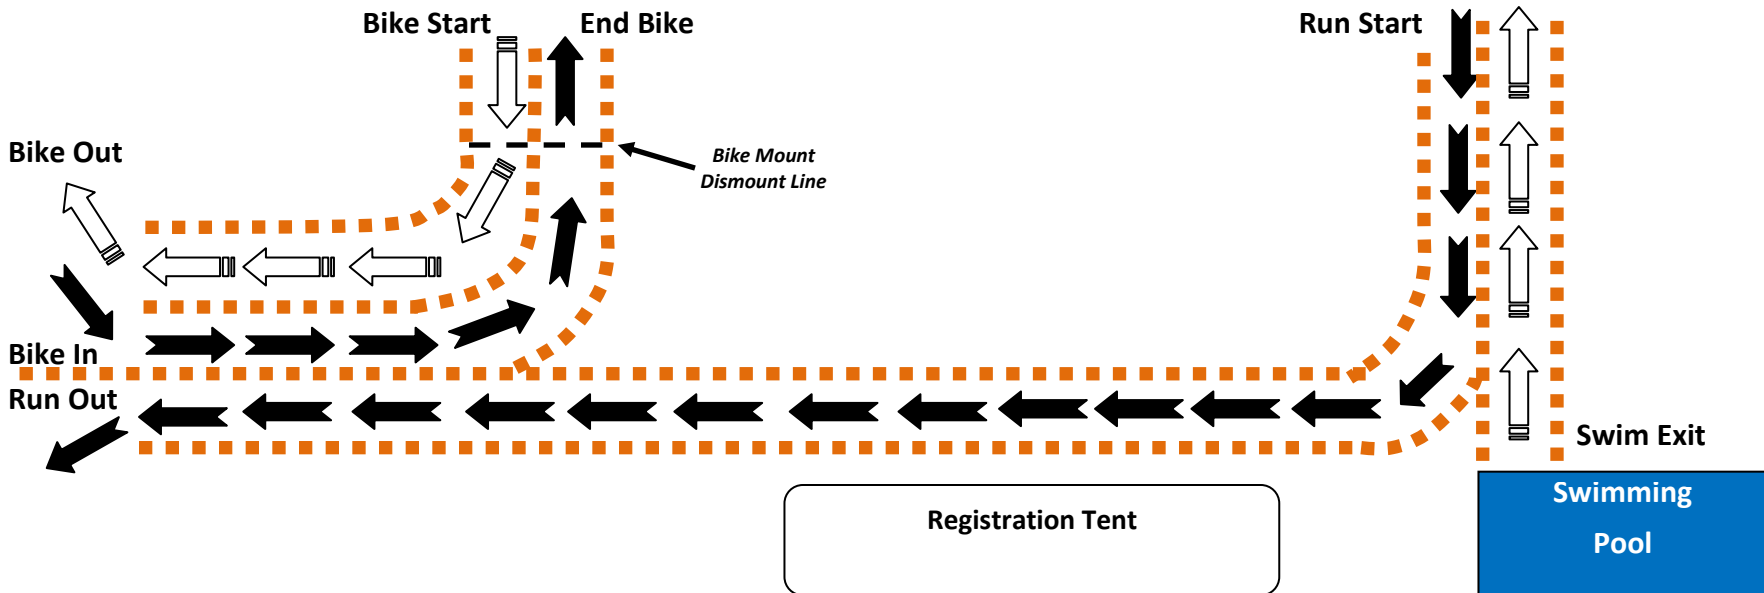 Bike Start
End Bike
Run Start
Bike Out
Bike Mount
Dismount Line
Bike In
Run Out
Swim Exit
Swimming
Pool
Registration Tent